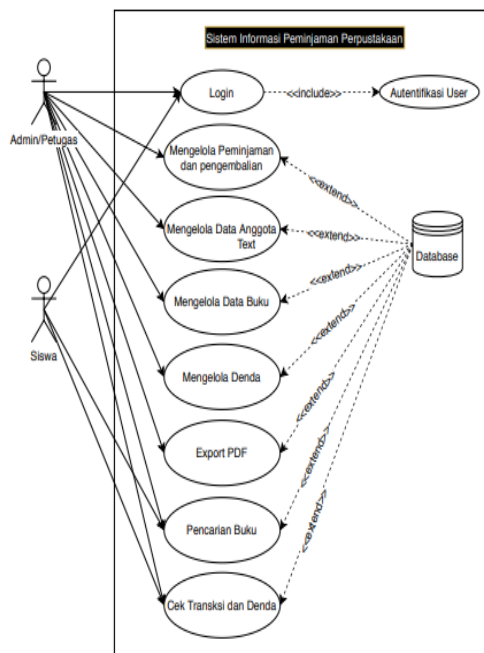 Sistem Informasi Peminjaman Perpustakaan
Login
<<include>>
Autentifikasi User
Admin/Petugas
Mengelola Peminjaman
dan pengembalian
<<extend>>
Mengelola Data Anggota
Text
<<extend>>
Database
Mengelola Data Buku
<<extend>>
Siswa
Mengelola Denda
<<extend>>
Export PDF
<<extend>>
Pencarian Buku
<<extend>>
Cek Transksi dan Denda
<<extend>>